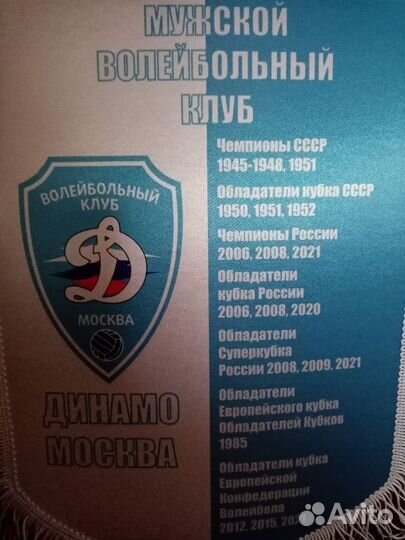 МУЖСКОЙ
ВОЛЕЙБОЛЬНЫЙ
КЛУБ
Чемпионы СССР
1945-1948, 1951
Обладатели кубка СССР
1950, 1951, 1952
Чемпионы России
2006, 2008, 2021
Обладатели
кубка России
2006, 2008, 2020
Обладатели
Суперкубка
России 2008, 2009, 2021
Обладатели
Европейского кубка
Обладателей Кубков
1985
Обладатели кубка
Европейской
Конфедерации
Волейбола
2012, 2015,
ВОЛЕЙБОЛЬНЫЙ
КЛУБ
Д
МОСКВА
ДИНАМО
МОСКВА
Avito